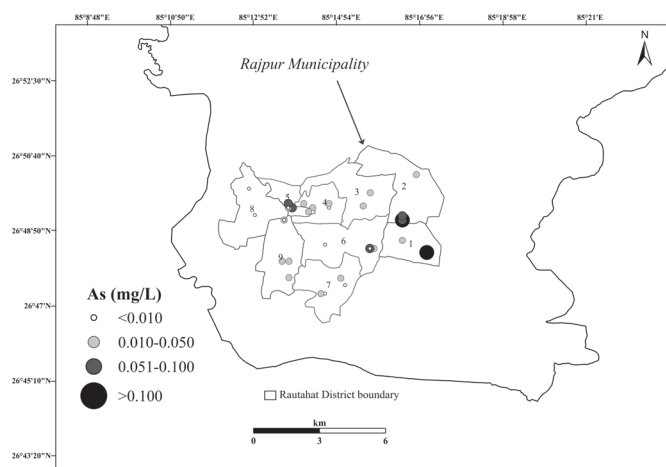 85°8'48"E 85°10'50"E 85°12'52"E 85°14'54"E 85°16'56"E 85°18'58"E 85°21'E
N
26°52'30"N
Rajpur Municipality
26°50'40"N
2
3
5
4
8
26°48'50"N
1
6
9
7
26°47'N
As (mg/L)
<0.010
0.010-0.050
0.051-0.100
>0.100
26°45'10"N
Rautahat District boundary
km
0 3 6
26°43'20"N